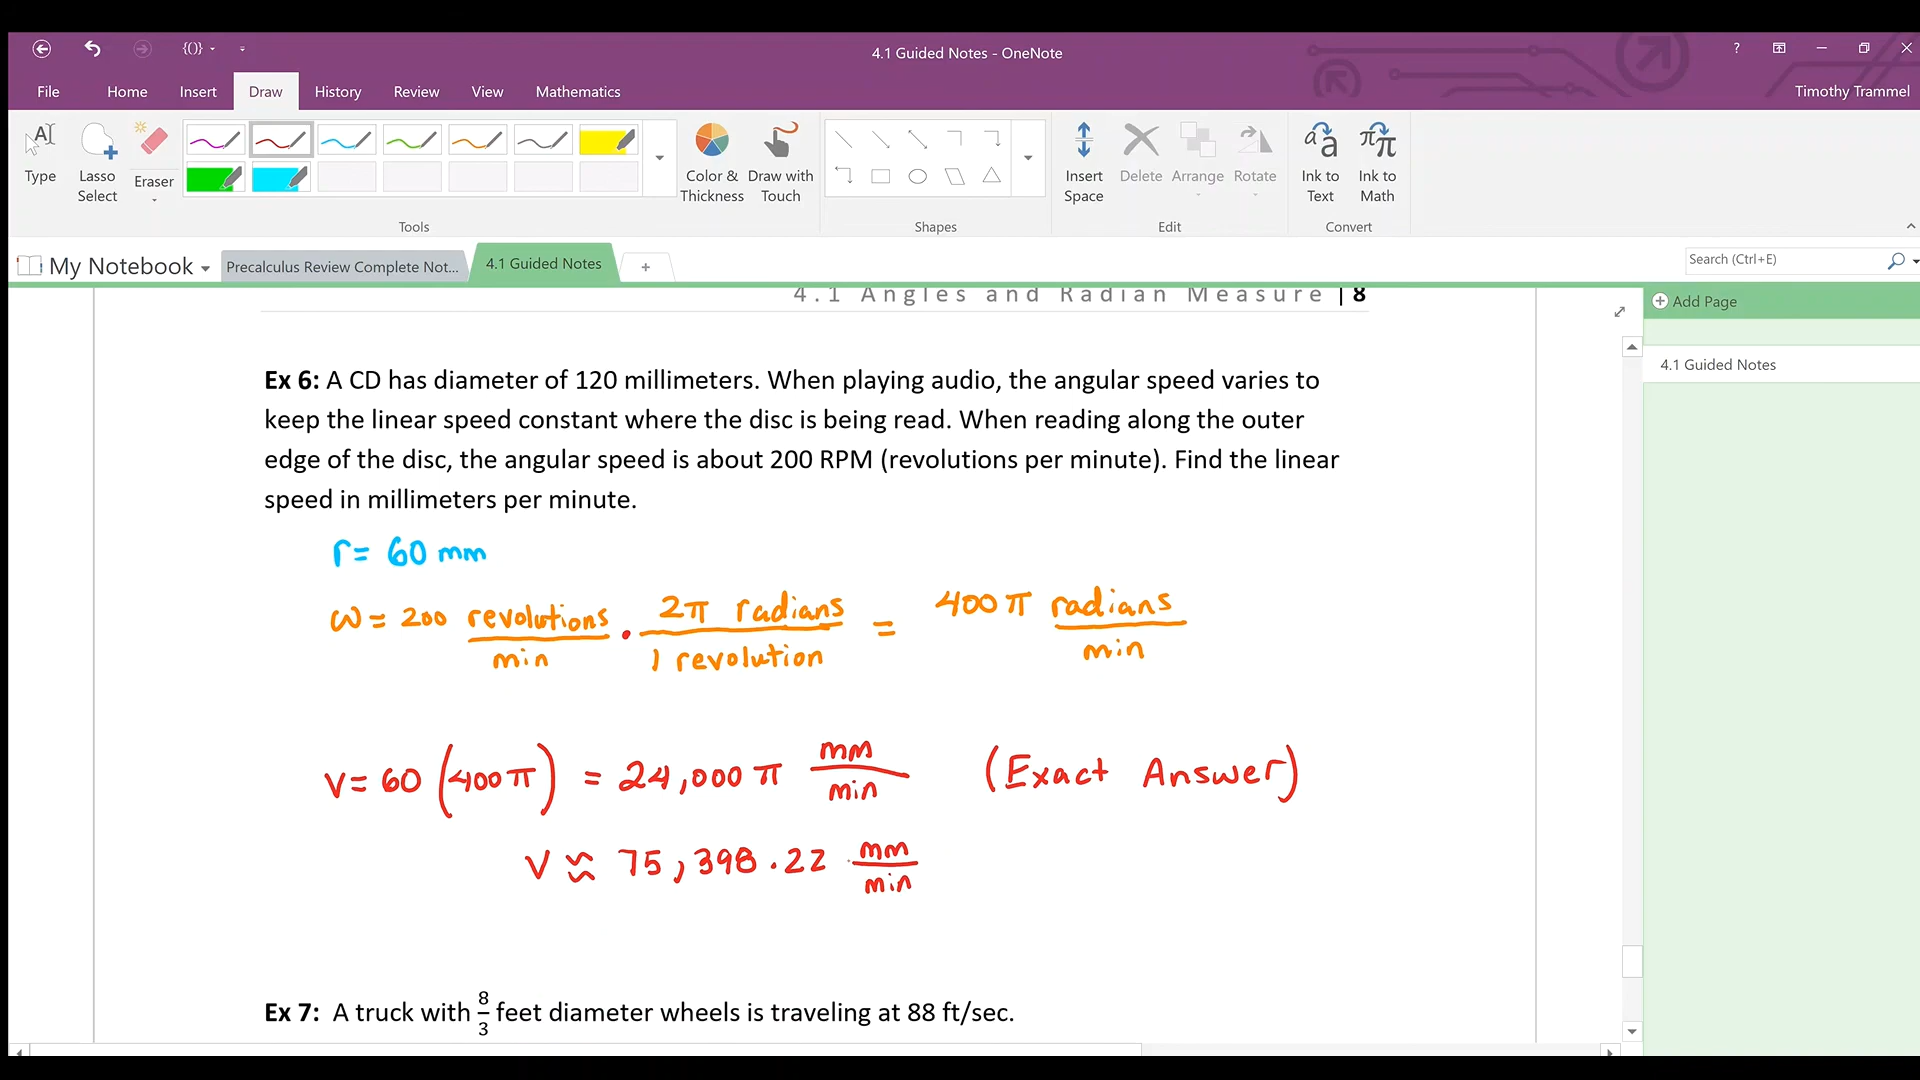 {()}
4.1 Guided Notes - OneNote
?
File Home Insert Draw History Review View Mathematics
Timothy Trammel
Type
Lasso Select
Eraser
Color & Thickness
Draw with Touch
Insert Space
Delete
Arrange
Rotate
Ink to Text
Ink to Math
Tools
Shapes
Edit
Convert
My Notebook
Precalculus Review Complete Not...
4.1 Guided Notes
+
Search (Ctrl+E)
4.1 Angles and Radian Measure | 8
Add Page
4.1 Guided Notes
Ex 6: A CD has diameter of 120 millimeters. When playing audio, the angular speed varies to
keep the linear speed constant where the disc is being read. When reading along the outer
edge of the disc, the angular speed is about 200 RPM (revolutions per minute). Find the linear
speed in millimeters per minute.
r = 60 mm
ω = 200 revolutions/min · 2π radians/1 revolution = 400π radians/min
v = 60 (400π) = 24,000 π mm/min (Exact Answer)
v ≈ 75,398.22 mm/min
Ex 7: A truck with 8/3 feet diameter wheels is traveling at 88 ft/sec.